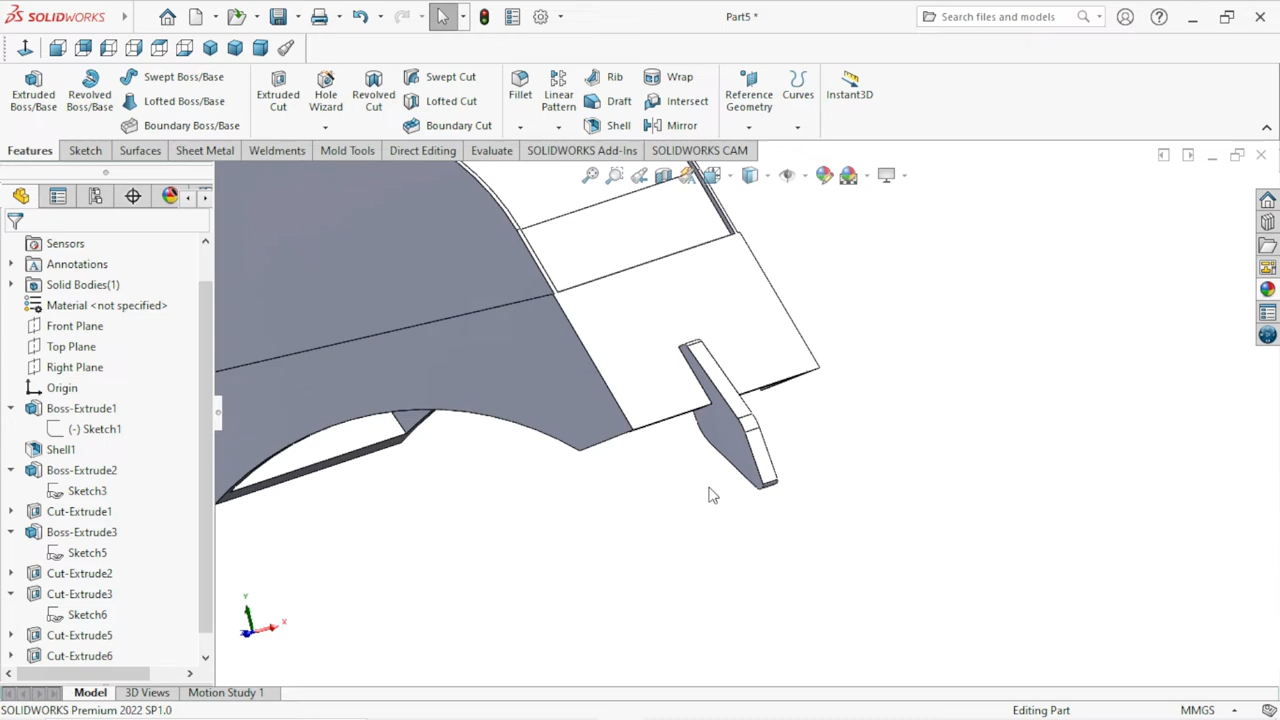 SOLIDWORKS
Part5 *
Search files and models
Extruded Boss/Base
Revolved Boss/Base
Swept Boss/Base
Lofted Boss/Base
Boundary Boss/Base
Extruded Cut
Hole Wizard
Revolved Cut
Swept Cut
Lofted Cut
Boundary Cut
Fillet
Linear Pattern
Rib
Draft
Shell
Wrap
Intersect
Mirror
Reference Geometry
Curves
Instant3D
Features Sketch Surfaces Sheet Metal Weldments Mold Tools Direct Editing Evaluate SOLIDWORKS Add-Ins SOLIDWORKS CAM
Sensors
Annotations
Solid Bodies(1)
Material <not specified>
Front Plane
Top Plane
Right Plane
Origin
Boss-Extrude1
(-) Sketch1
Shell1
Boss-Extrude2
Sketch3
Cut-Extrude1
Boss-Extrude3
Sketch5
Cut-Extrude2
Cut-Extrude3
Sketch6
Cut-Extrude5
Cut-Extrude6
Y
X
Z
Model 3D Views Motion Study 1
SOLIDWORKS Premium 2022 SP1.0
Editing Part
MMGS